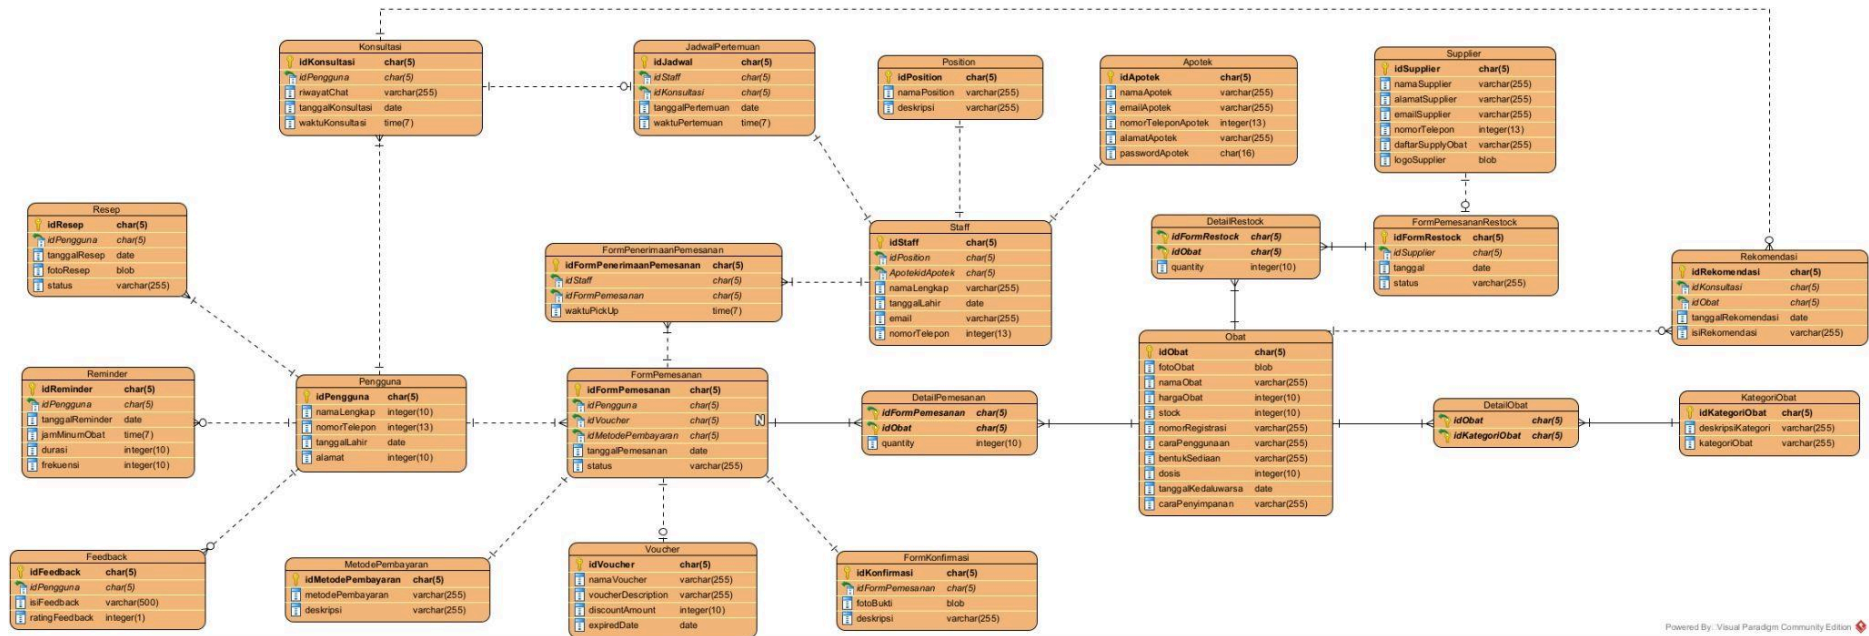 Konsultasi
idKonsultasi char(5)
idPengguna char(5)
riwayatChat varchar(255)
tanggalKonsultasi date
waktuKonsultasi time(7)
JadwalPertemuan
idJadwal char(5)
idStaff char(5)
idKonsultasi char(5)
tanggalPertemuan date
waktuPertemuan time(7)
Position
idPosition char(5)
namaPosition varchar(255)
deskripsi varchar(255)
Apotek
idApotek char(5)
namaApotek varchar(255)
emailApotek varchar(255)
nomorTeleponApotek integer(13)
alamatApotek varchar(255)
passwordApotek char(16)
Supplier
idSupplier char(5)
namaSupplier varchar(255)
alamatSupplier varchar(255)
emailSupplier varchar(255)
nomorTelepon integer(13)
daftarSupplyObat varchar(255)
logoSupplier blob
Resep
idResep char(5)
idPengguna char(5)
tanggalResep date
fotoResep blob
status varchar(255)
FormPenerimaanPemesanan
idFormPenerimaanPemesanan char(5)
idStaff char(5)
idFormPemesanan char(5)
waktuPickUp time(7)
Staff
idStaff char(5)
idPosition char(5)
ApotekidApotek char(5)
namaLengkap varchar(255)
tanggalLahir date
email varchar(255)
nomorTelepon integer(13)
DetailRestock
idFormRestock char(5)
idObat char(5)
quantity integer(10)
FormPemesananRestock
idFormRestock char(5)
idSupplier char(5)
tanggal date
status varchar(255)
Rekomendasi
idRekomendasi char(5)
idKonsultasi char(5)
idObat char(5)
tanggalRekomendasi date
isiRekomendasi varchar(255)
Reminder
idReminder char(5)
idPengguna char(5)
tanggalReminder date
jamMinumObat time(7)
durasi integer(10)
frekuensi integer(10)
Pengguna
idPengguna char(5)
namaLengkap integer(10)
nomorTelepon integer(13)
tanggalLahir date
alamat integer(10)
FormPemesanan
idFormPemesanan char(5)
idPengguna char(5)
idVoucher char(5)
idMetodePembayaran char(5)
tanggalPemesanan date
status varchar(255)
N
DetailPemesanan
idFormPemesanan char(5)
idObat char(5)
quantity integer(10)
Obat
idObat char(5)
fotoObat blob
namaObat varchar(255)
hargaObat integer(10)
stock integer(10)
nomorRegistrasi varchar(255)
caraPenggunaan varchar(255)
bentukSediaan varchar(255)
dosis integer(10)
tanggalKedaluwarsa date
caraPenyimpanan varchar(255)
DetailObat
idObat char(5)
idKategoriObat char(5)
KategoriObat
idKategoriObat char(5)
deskripsiKategori varchar(255)
kategoriObat varchar(255)
Feedback
idFeedback char(5)
idPengguna char(5)
isiFeedback varchar(500)
ratingFeedback integer(1)
MetodePembayaran
idMetodePembayaran char(5)
metodePembayaran varchar(255)
deskripsi varchar(255)
Voucher
idVoucher char(5)
namaVoucher varchar(255)
voucherDescription varchar(255)
discountAmount integer(10)
expiredDate date
FormKonfirmasi
idKonfirmasi char(5)
idFormPemesanan char(5)
fotoBukti blob
deskripsi varchar(255)
Powered By: Visual Paradigm Community Edition